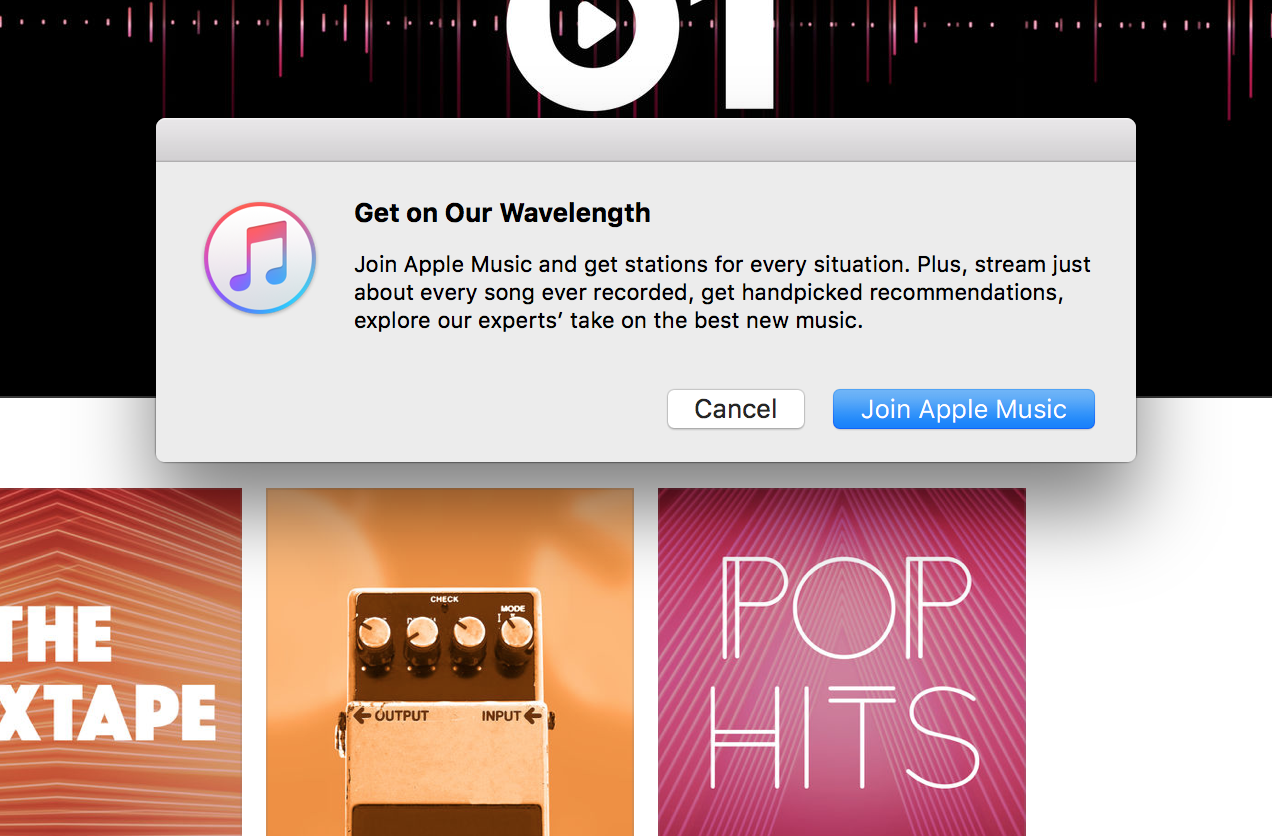 01
Get on Our Wavelength
Join Apple Music and get stations for every situation. Plus, stream just
about every song ever recorded, get handpicked recommendations,
explore our experts’ take on the best new music.
Cancel
Join Apple Music
THE
XTAPE
CHECK
MODE
OUTPUT
INPUT
POP
HITS